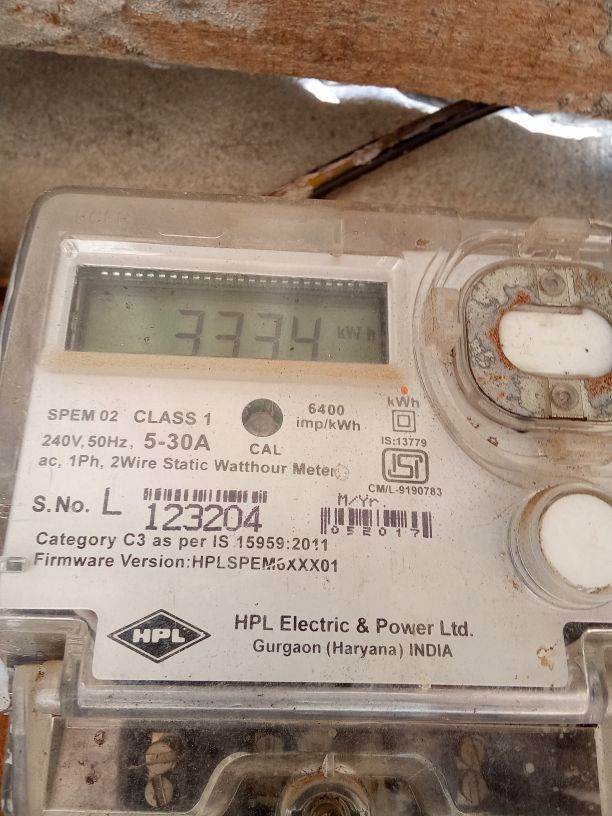 3334 kWh
SPEM 02 CLASS 1
240V, 50Hz, 5-30A
CAL
6400
imp/kWh
kWh
IS:13779
ac, 1Ph, 2Wire Static Watthour Meter
ISI
CM/L-9190783
S.No. L 123204
M/Yr.
052017
Category C3 as per IS 15959:2011
Firmware Version:HPLSPEM6XXX01
HPL
HPL Electric & Power Ltd.
Gurgaon (Haryana) INDIA